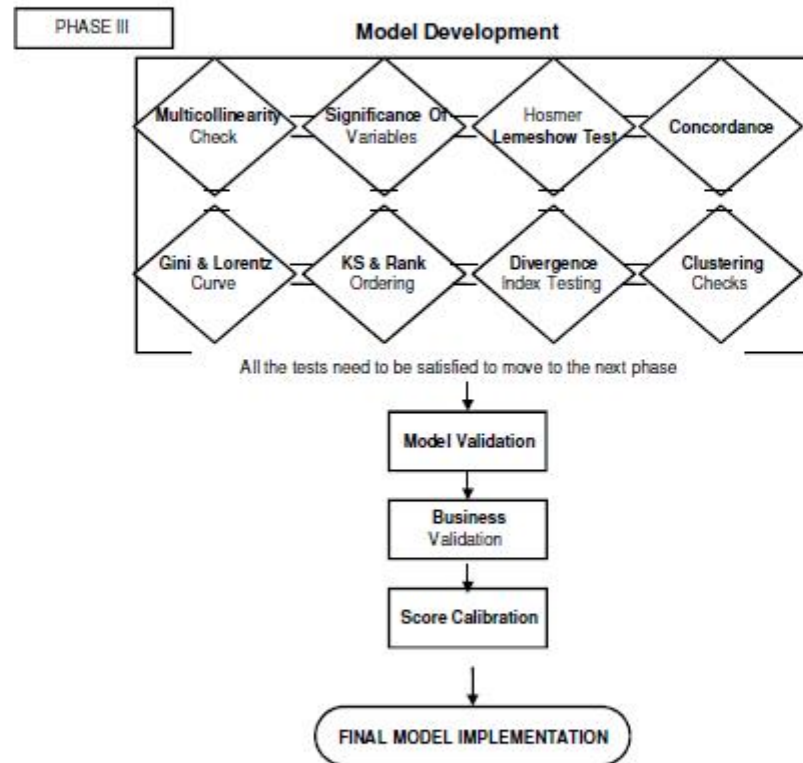 PHASE III
Model Development
Multicollinearity
Check
Significance Of
Variables
Hosmer
Lemeshow Test
Concordance
Gini & Lorentz
Curve
KS & Rank
Ordering
Divergence
Index Testing
Clustering
Checks
All the tests need to be satisfied to move to the next phase
Model Validation
Business
Validation
Score Calibration
FINAL MODEL IMPLEMENTATION